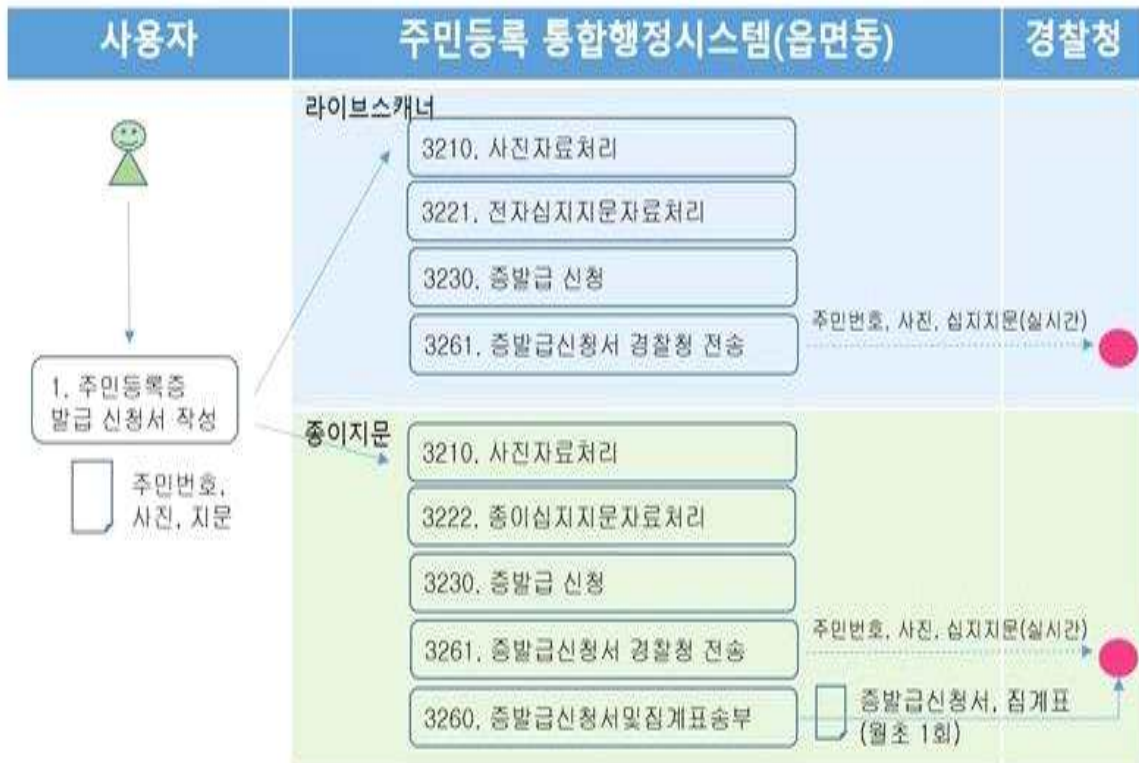 사용자
주민등록 통합행정시스템(읍면동)
경찰청
라이브스캐너
3210. 사진자료처리
3221. 전자십지지문자료처리
3230. 증발급 신청
3261. 증발급신청서 경찰청 전송
주민번호, 사진, 십지지문(실시간)
1. 주민등록증
발급 신청서 작성
주민번호,
사진, 지문
종이지문
3210. 사진자료처리
3222. 종이십지지문자료처리
3230. 증발급 신청
3261. 증발급신청서 경찰청 전송
주민번호, 사진, 십지지문(실시간)
3260. 증발급신청서및집계표송부
증발급신청서, 집계표
(월초 1회)